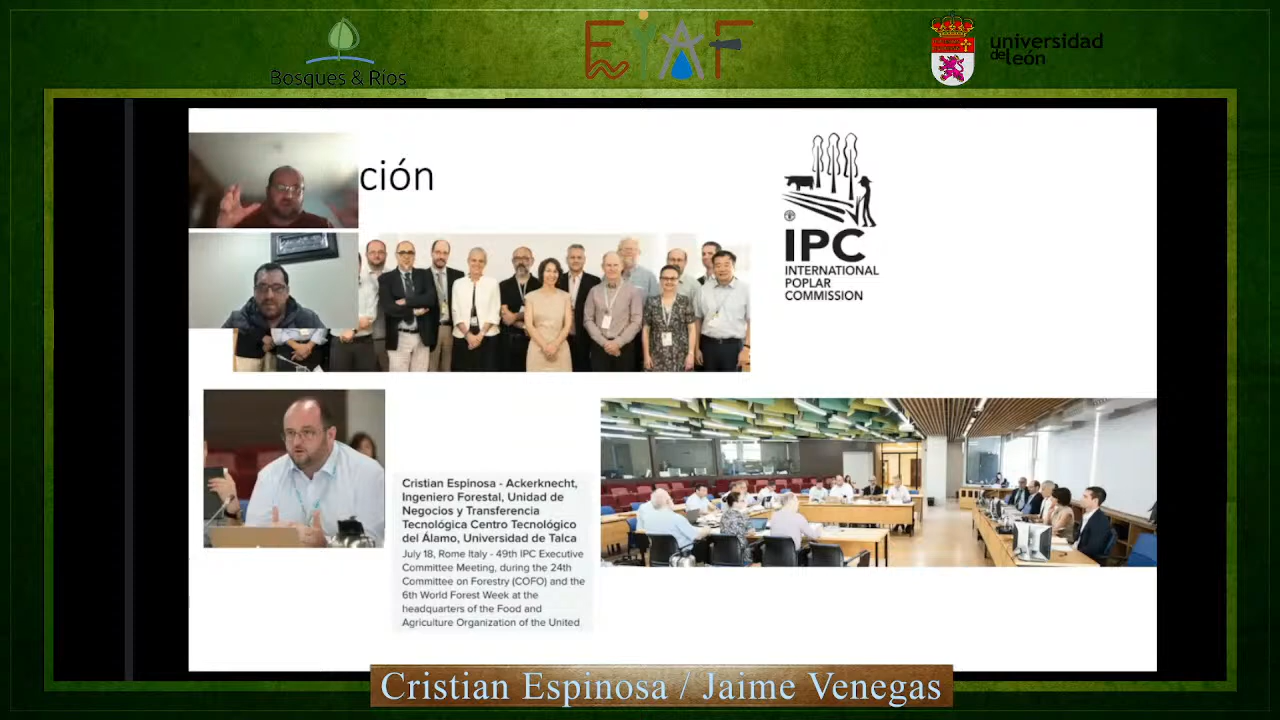 Bosques & Ríos
EYAF
universidad
de león
ción
IPC
INTERNATIONAL
POPLAR
COMMISSION
Cristian Espinosa - Ackerknecht,
Ingeniero Forestal, Unidad de
Negocios y Transferencia
Tecnológica Centro Tecnológico
del Álamo, Universidad de Talca
July 18, Rome Italy - 49th IPC Executive
Committee Meeting, during the 24th
Committee on Forestry (COFO) and the
6th World Forest Week at the
headquarters of the Food and
Agriculture Organization of the United
Cristian Espinosa / Jaime Venegas